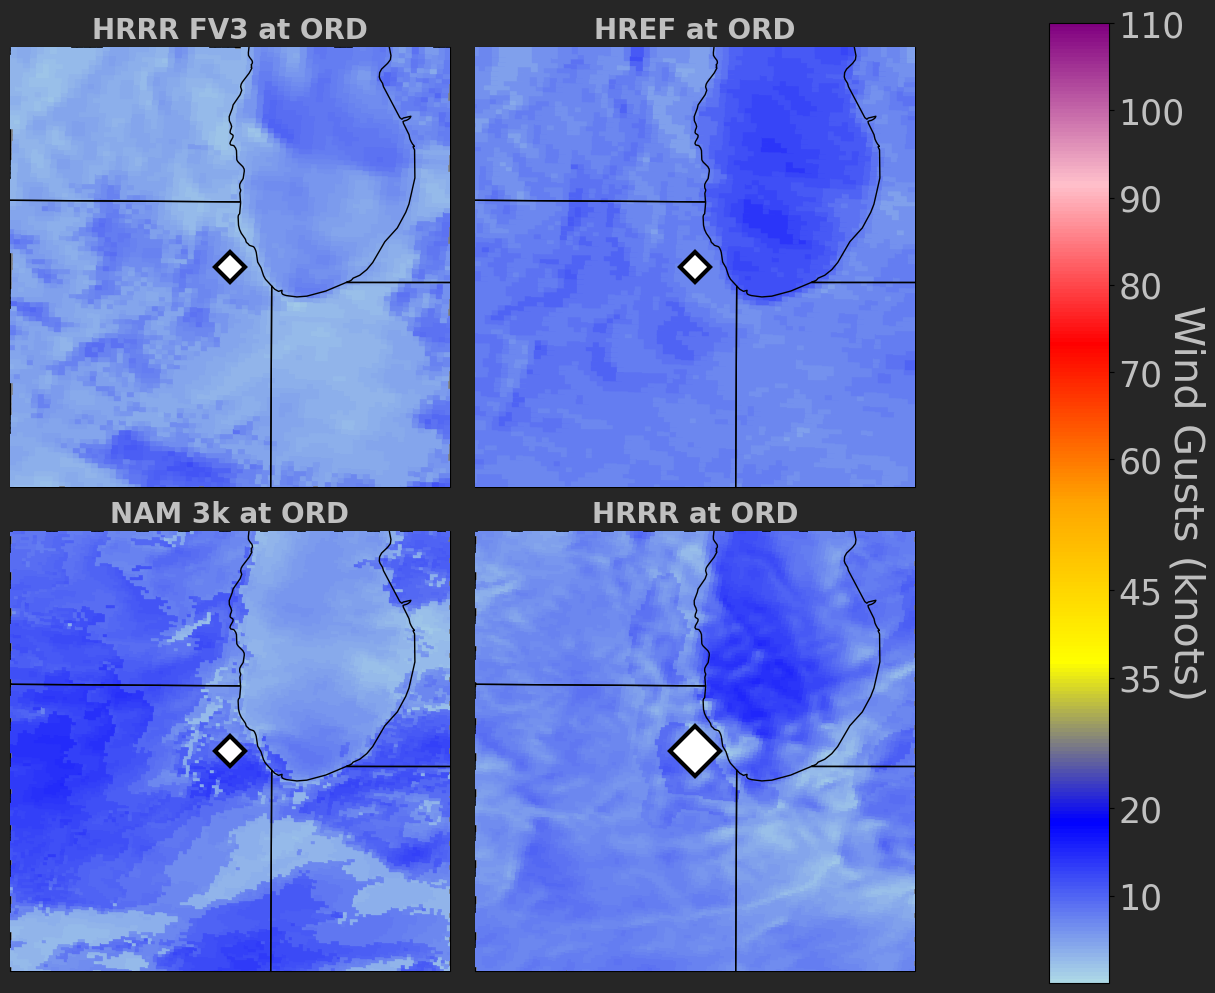 HRRR FV3 at ORD
HREF at ORD
NAM 3k at ORD
HRRR at ORD
110
100
90
80
70
60
45
35
20
10
Wind Gusts (knots)